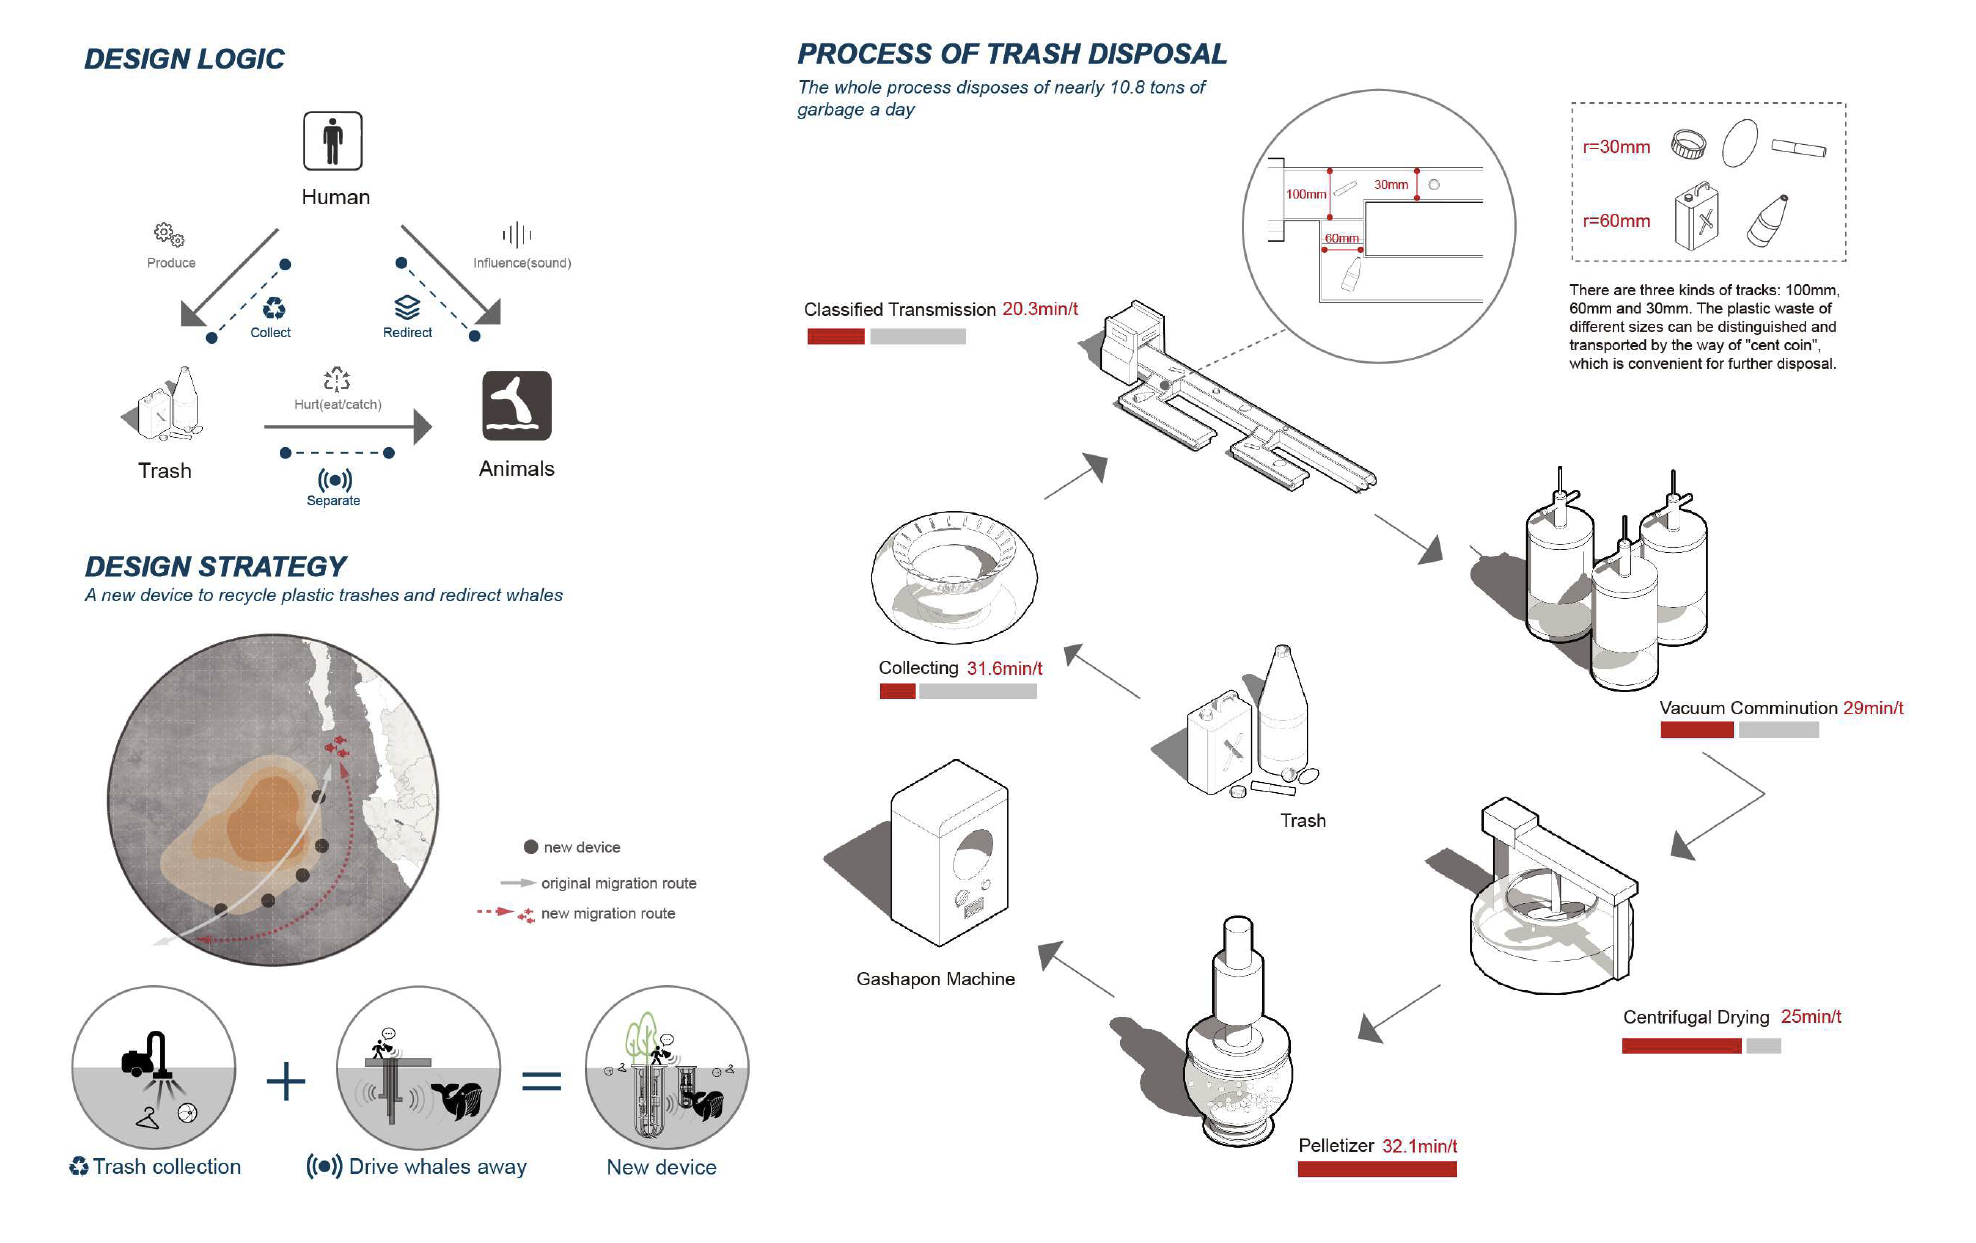 DESIGN LOGIC
Human
Produce
Influence(sound)
Collect
Redirect
Hurt(eat/catch)
Trash
Animals
Separate
DESIGN STRATEGY
A new device to recycle plastic trashes and redirect whales
new device
original migration route
new migration route
Trash collection
+
Drive whales away
=
New device
PROCESS OF TRASH DISPOSAL
The whole process disposes of nearly 10.8 tons of
garbage a day
100mm
30mm
60mm
r=30mm
r=60mm
There are three kinds of tracks: 100mm,
60mm and 30mm. The plastic waste of
different sizes can be distinguished and
transported by the way of "cent coin",
which is convenient for further disposal.
Classified Transmission 20.3min/t
Collecting 31.6min/t
Trash
Vacuum Comminution 29min/t
Gashapon Machine
Centrifugal Drying 25min/t
Pelletizer 32.1min/t